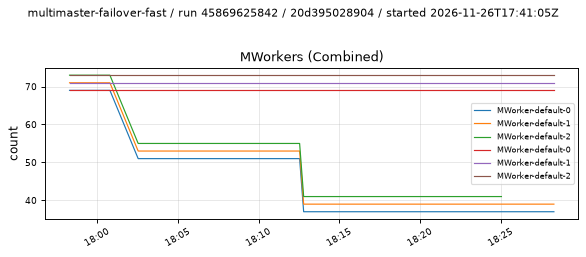 multimaster-failover-fast / run 45869625842 / 20d395028904 / started 2026-11-26T17:41:05Z
MWorkers (Combined)
count
70
60
50
40
MWorker-default-0
MWorker-default-1
MWorker-default-2
MWorker-default-0
MWorker-default-1
MWorker-default-2
18:00
18:05
18:10
18:15
18:20
18:25